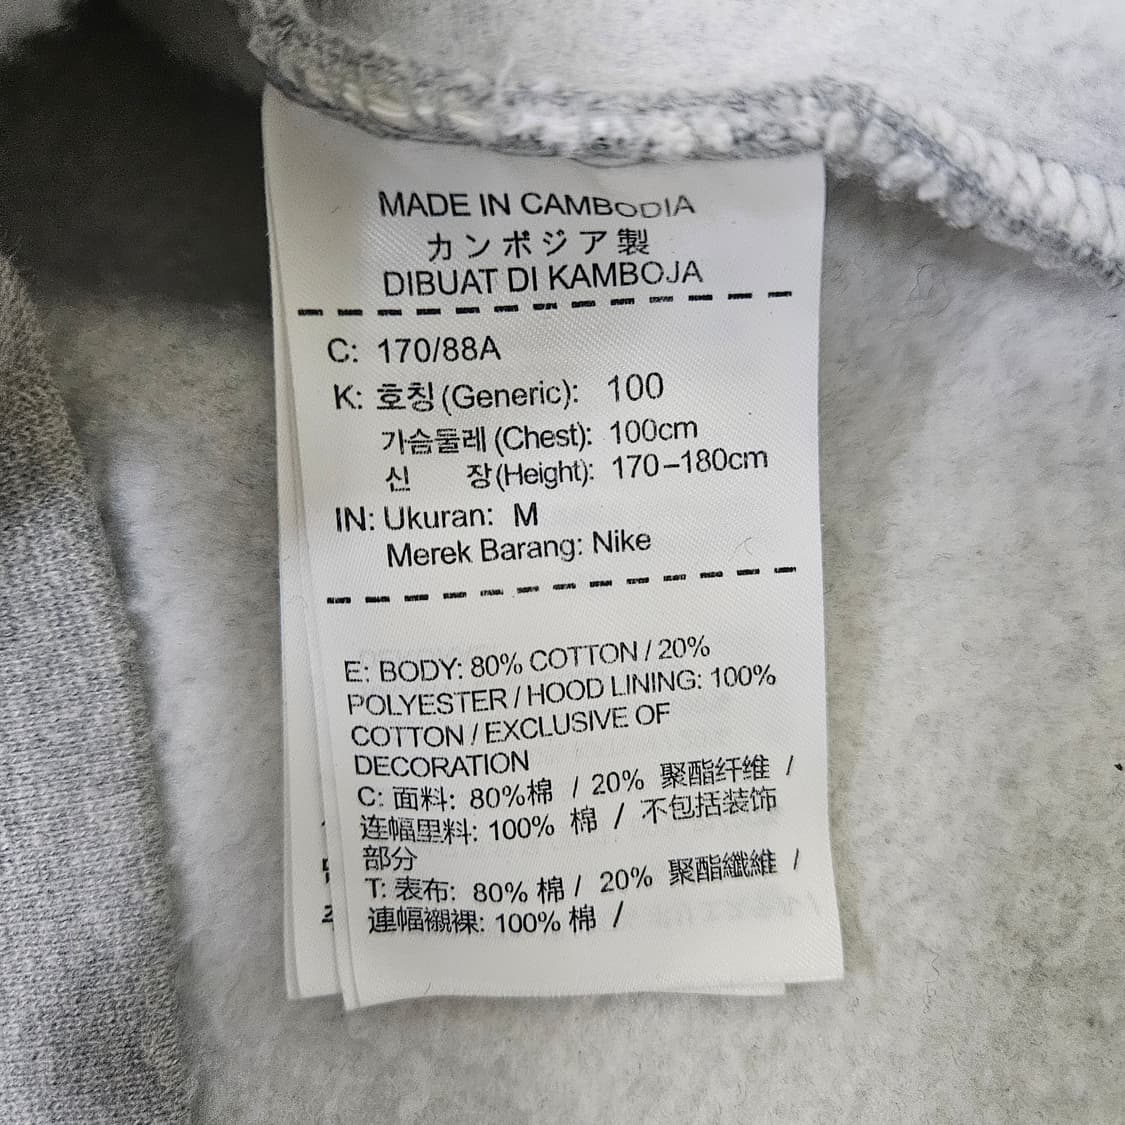 MADE IN CAMBODIA
カンボジア製
DIBUAT DI KAMBOJA
C: 170/88A
K: 호칭(Generic): 100
가슴둘레(Chest): 100cm
신 장(Height): 170-180cm
IN: Ukuran: M
Merek Barang: Nike
E: BODY: 80% COTTON / 20%
POLYESTER / HOOD LINING: 100%
COTTON / EXCLUSIVE OF
DECORATION
C: 面料: 80%棉 / 20% 聚酯纤维 /
连幅里料: 100% 棉 / 不包括装饰
部分
T: 表布: 80% 棉 / 20% 聚酯纖維 /
連幅襯裸: 100% 棉 /